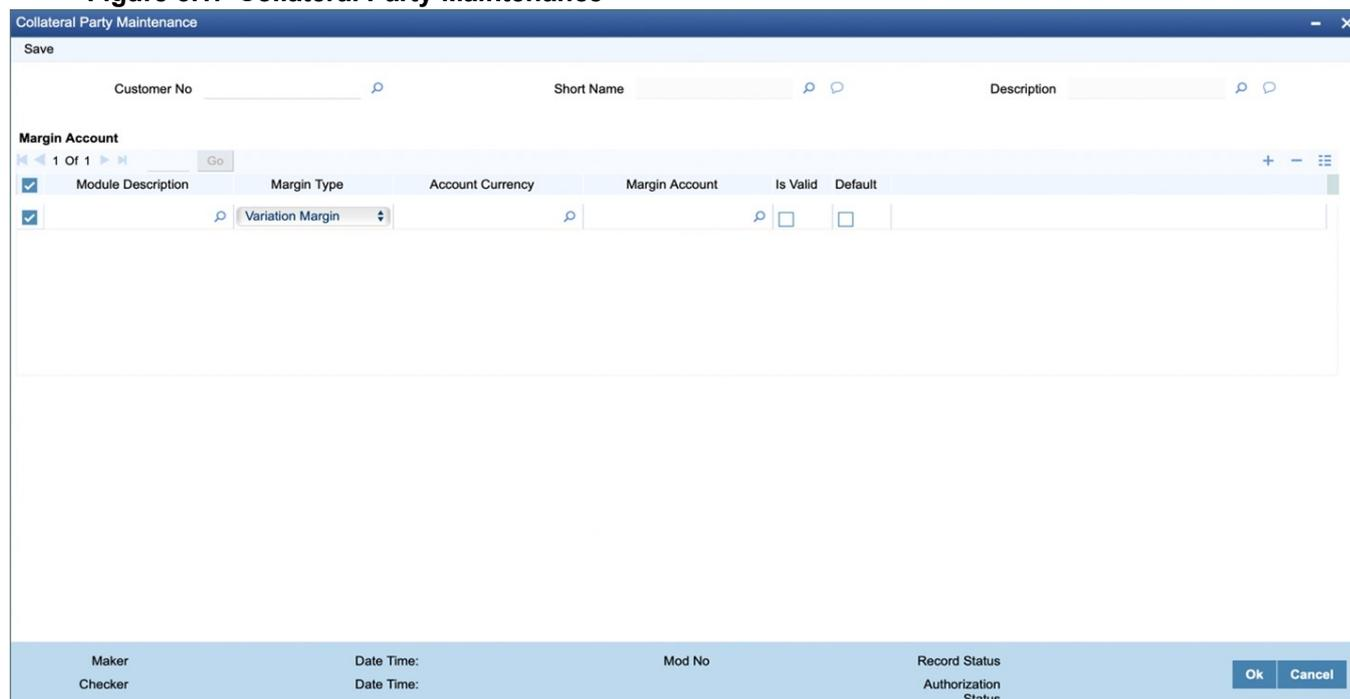 Collateral Party Maintenance
Save
Customer No Short Name Description
Margin Account
1 Of 1 Go
Module Description Margin Type Account Currency Margin Account Is Valid Default
Variation Margin
Maker Date Time: Mod No Record Status
Checker Date Time: Authorization
Status
Ok Cancel